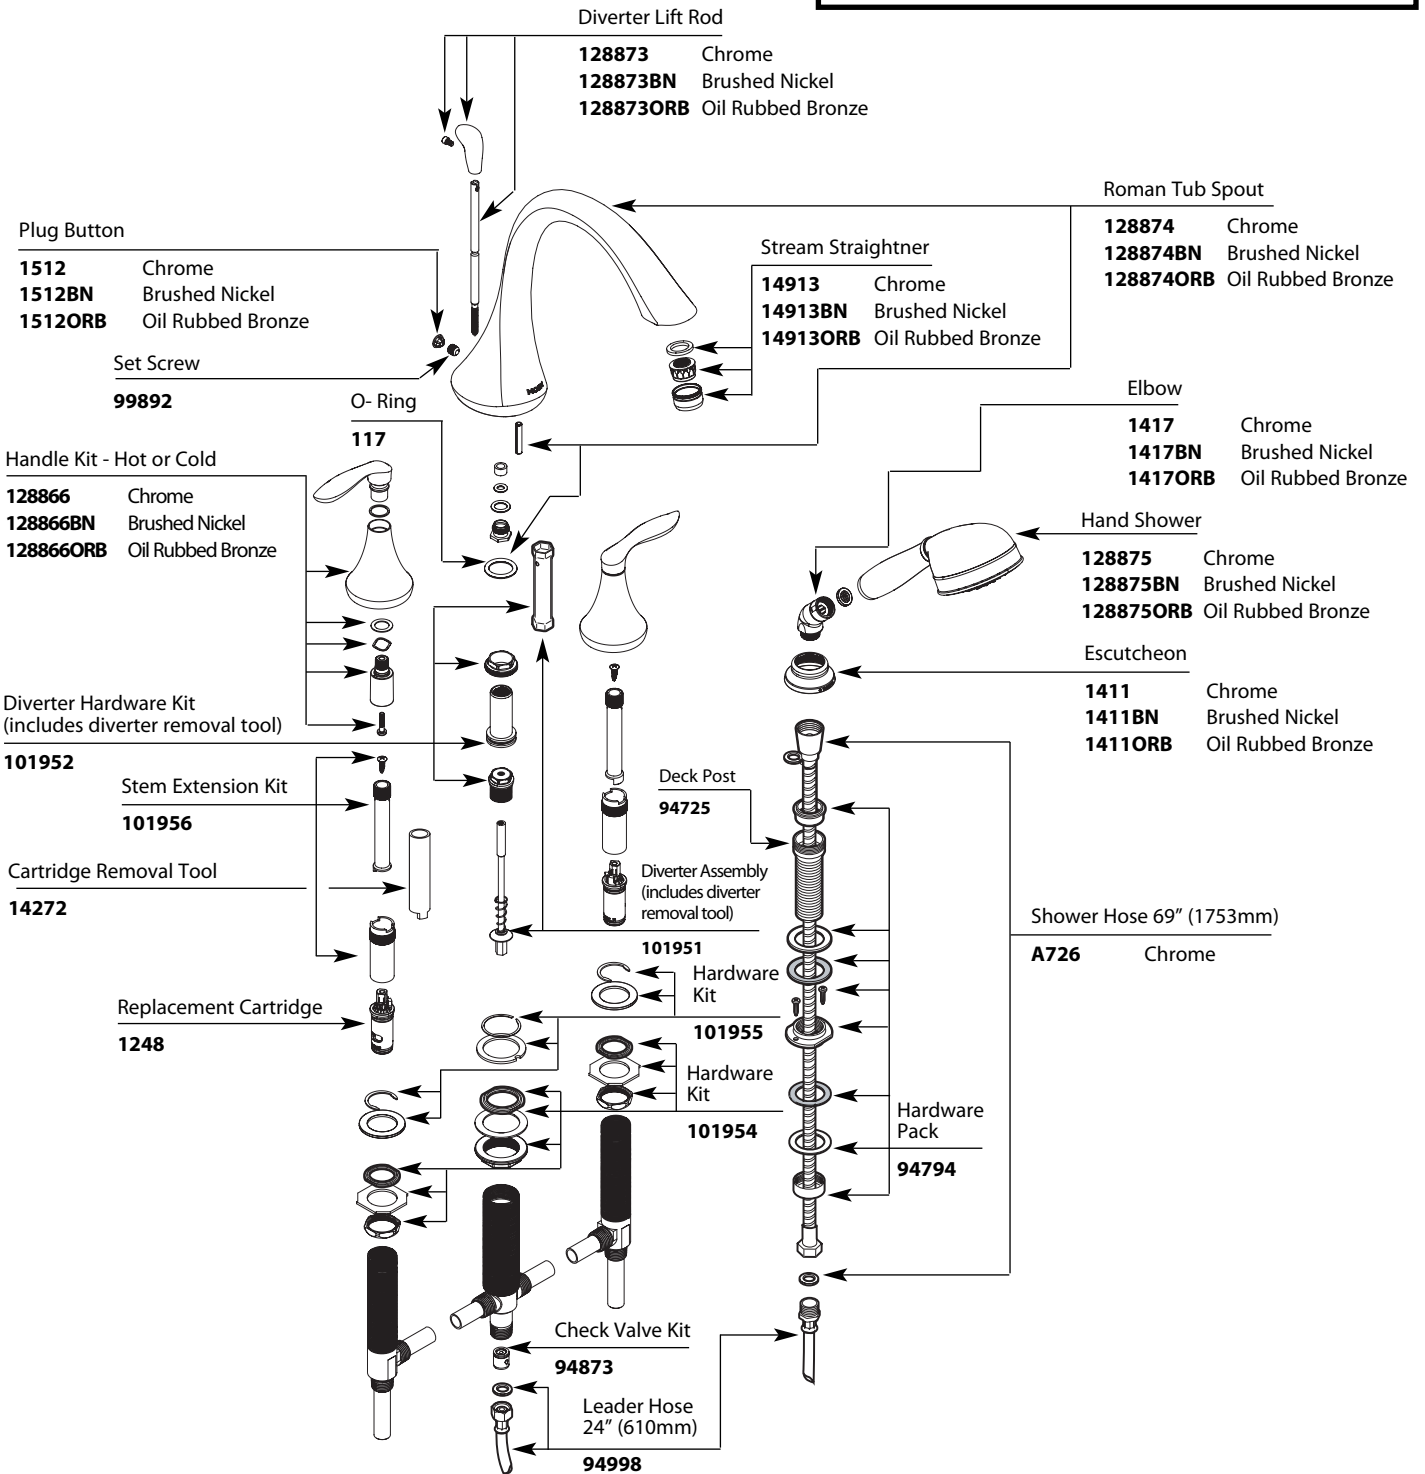 Diverter Lift Rod
128873 Chrome
128873BN Brushed Nickel
128873ORB Oil Rubbed Bronze
Roman Tub Spout
128874 Chrome
128874BN Brushed Nickel
128874ORB Oil Rubbed Bronze
Plug Button
1512 Chrome
1512BN Brushed Nickel
1512ORB Oil Rubbed Bronze
Stream Straightner
14913 Chrome
14913BN Brushed Nickel
14913ORB Oil Rubbed Bronze
Set Screw
99892
MOEN
O- Ring
117
Elbow
1417 Chrome
1417BN Brushed Nickel
1417ORB Oil Rubbed Bronze
Handle Kit - Hot or Cold
128866 Chrome
128866BN Brushed Nickel
128866ORB Oil Rubbed Bronze
Hand Shower
128875 Chrome
128875BN Brushed Nickel
128875ORB Oil Rubbed Bronze
Escutcheon
1411 Chrome
1411BN Brushed Nickel
1411ORB Oil Rubbed Bronze
Diverter Hardware Kit
(includes diverter removal tool)
101952
Stem Extension Kit
101956
Deck Post
94725
Cartridge Removal Tool
14272
Diverter Assembly
(includes diverter
removal tool)
101951
Shower Hose 69” (1753mm)
A726 Chrome
Replacement Cartridge
1248
Hardware
Kit
101955
Hardware
Kit
101954
Hardware
Pack
94794
Check Valve Kit
94873
Leader Hose
24” (610mm)
94998